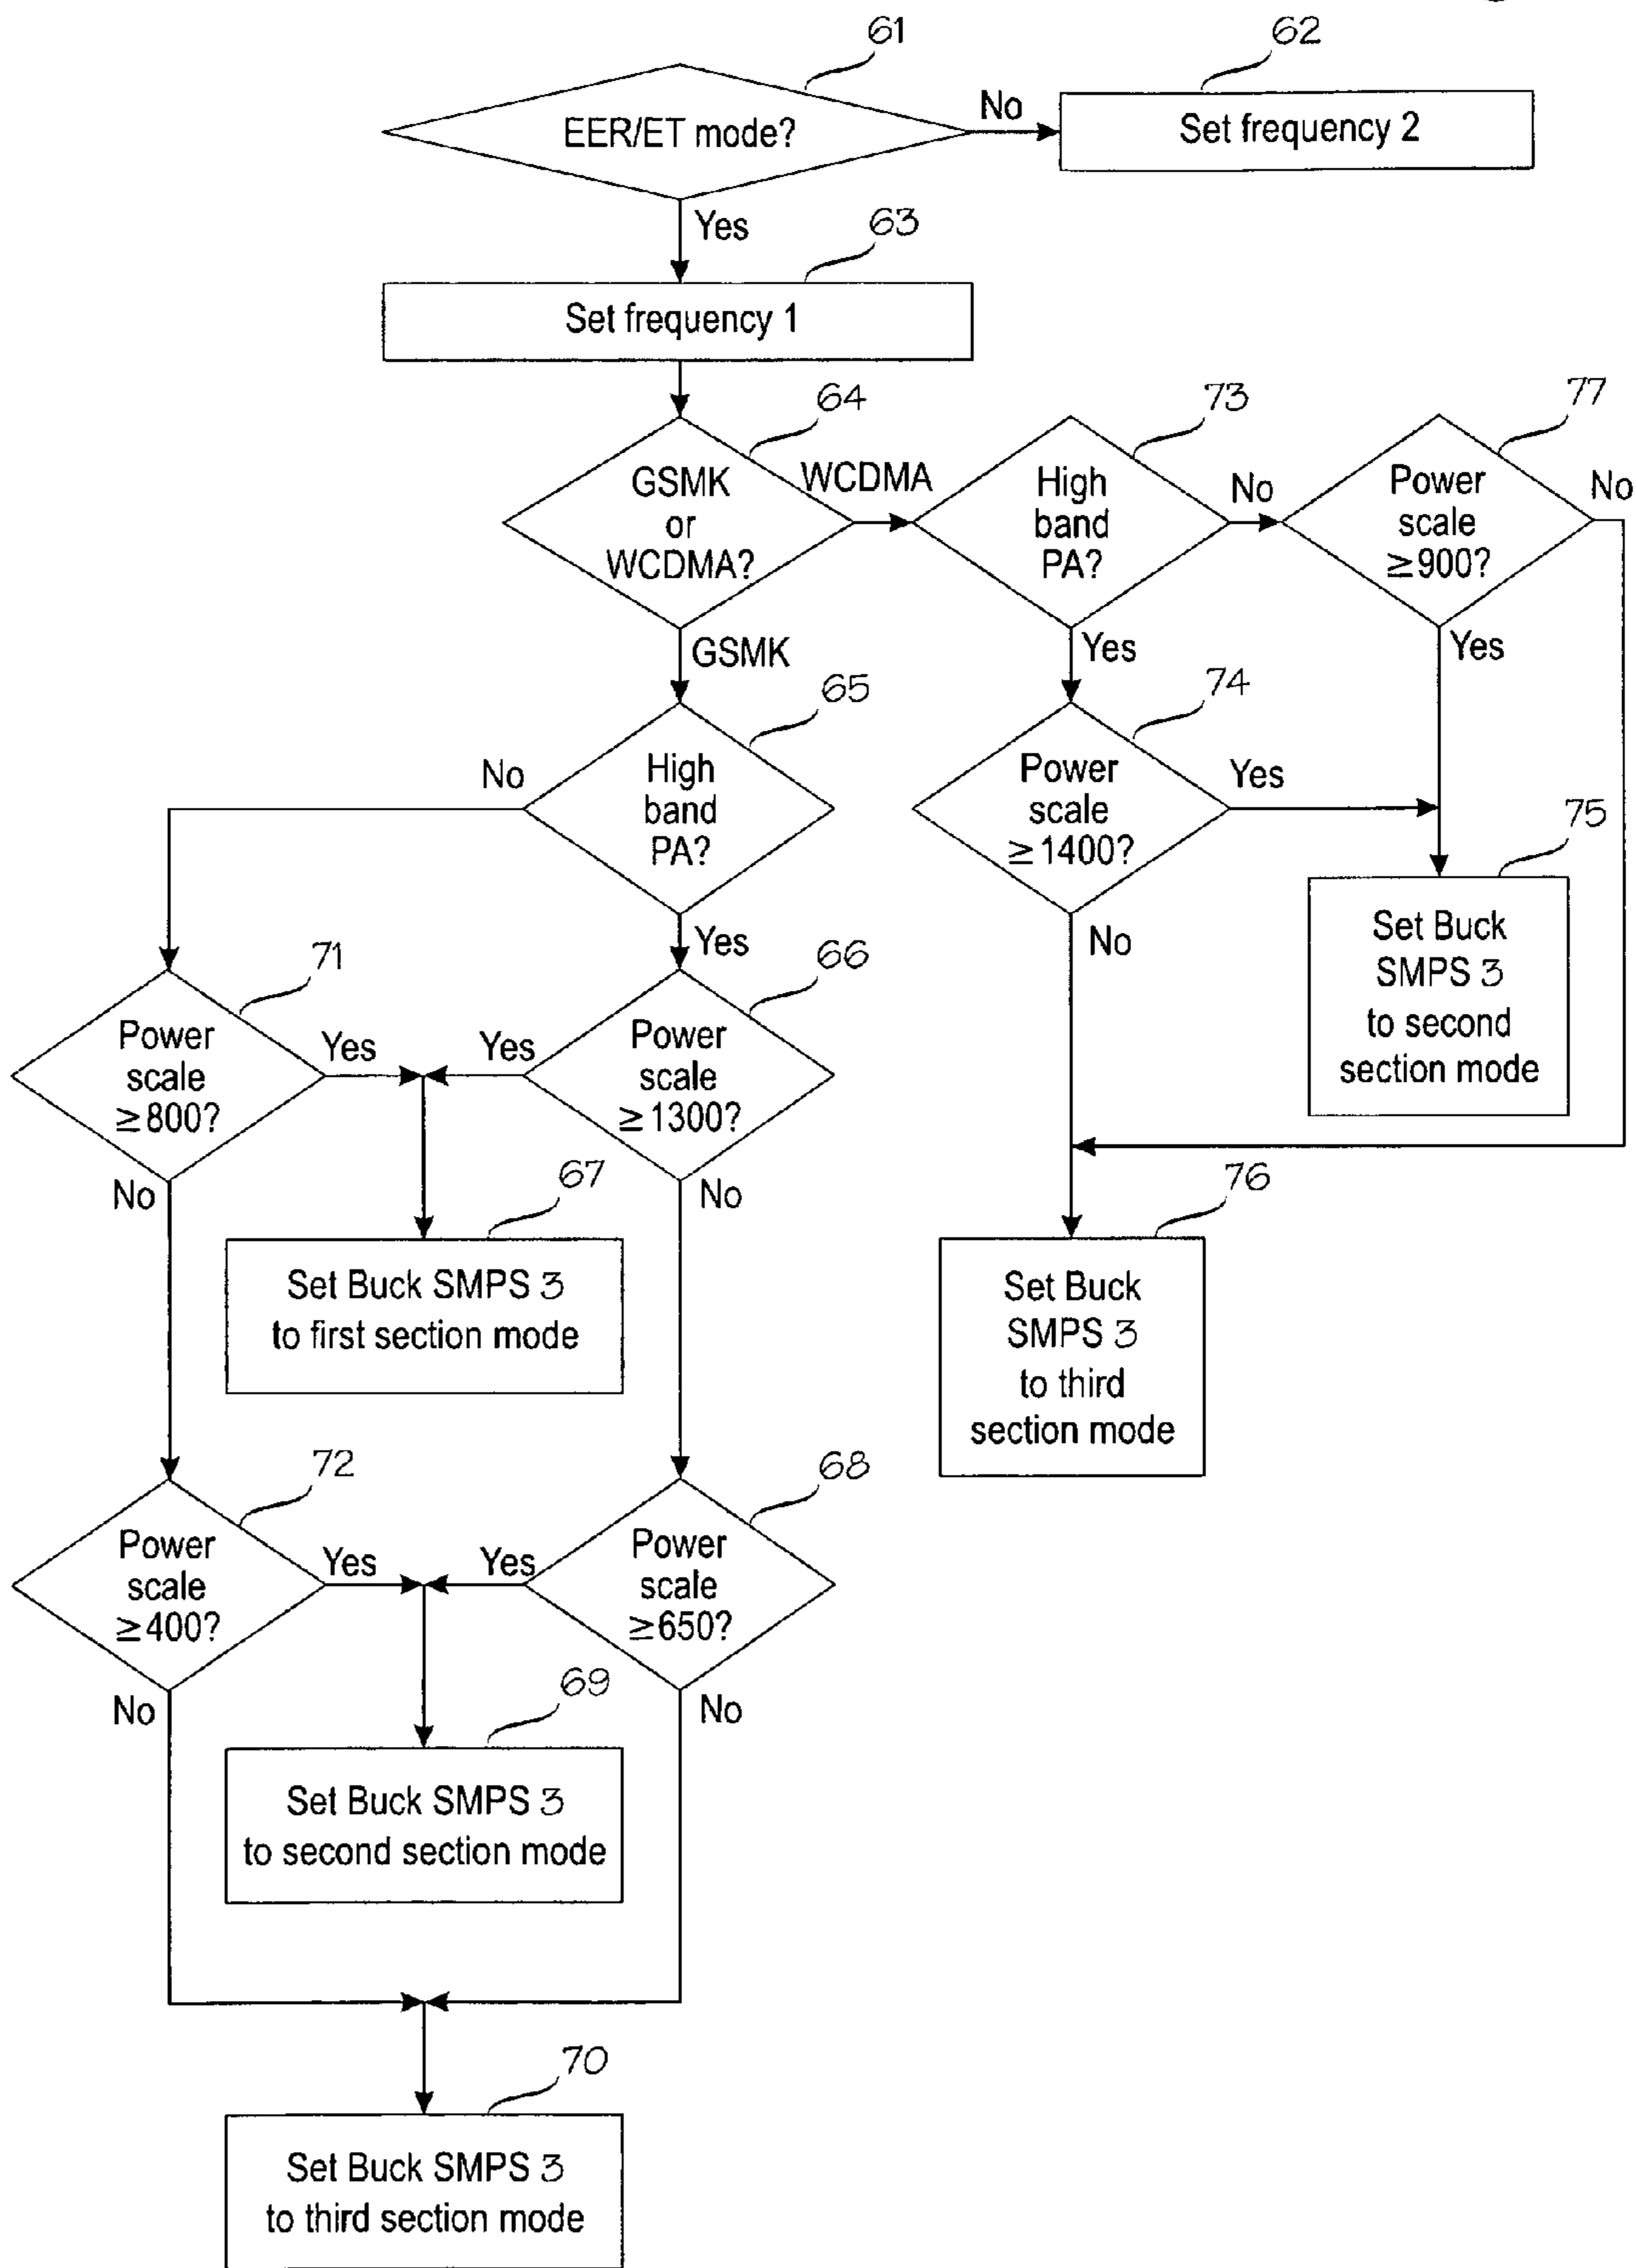 61
62
EER/ET mode?
No
Set frequency 2
Yes
63
Set frequency 1
64
73
77
GSMK
or
WCDMA?
WCDMA
High
band
PA?
No
Power
scale
≥900?
No
GSMK
Yes
Yes
65
74
No
High
band
PA?
Power
scale
≥1400?
Yes
75
Yes
No
Set Buck
SMPS 3
to second
section mode
71
66
Power
scale
≥800?
Yes
Yes
Power
scale
≥1300?
No
67
No
76
Set Buck SMPS 3
to first section mode
Set Buck
SMPS 3
to third
section mode
72
68
Power
scale
≥400?
Yes
Yes
Power
scale
≥650?
No
69
No
Set Buck SMPS 3
to second section mode
70
Set Buck SMPS 3
to third section mode